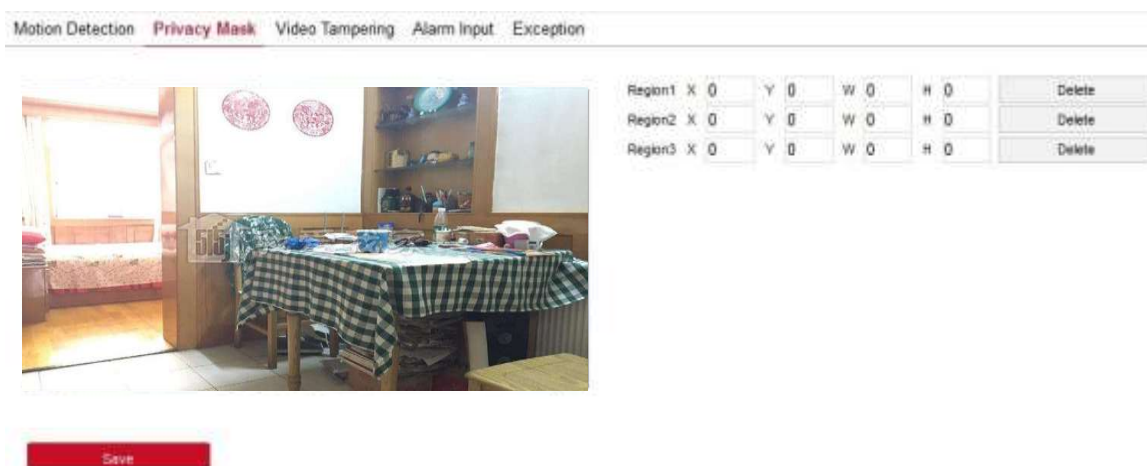 Motion Detection Privacy Mask Video Tampering Alarm Input Exception
Region1 X 0 Y 0 W 0 H 0 Delete
Region2 X 0 Y 0 W 0 H 0 Delete
Region3 X 0 Y 0 W 0 H 0 Delete
Save